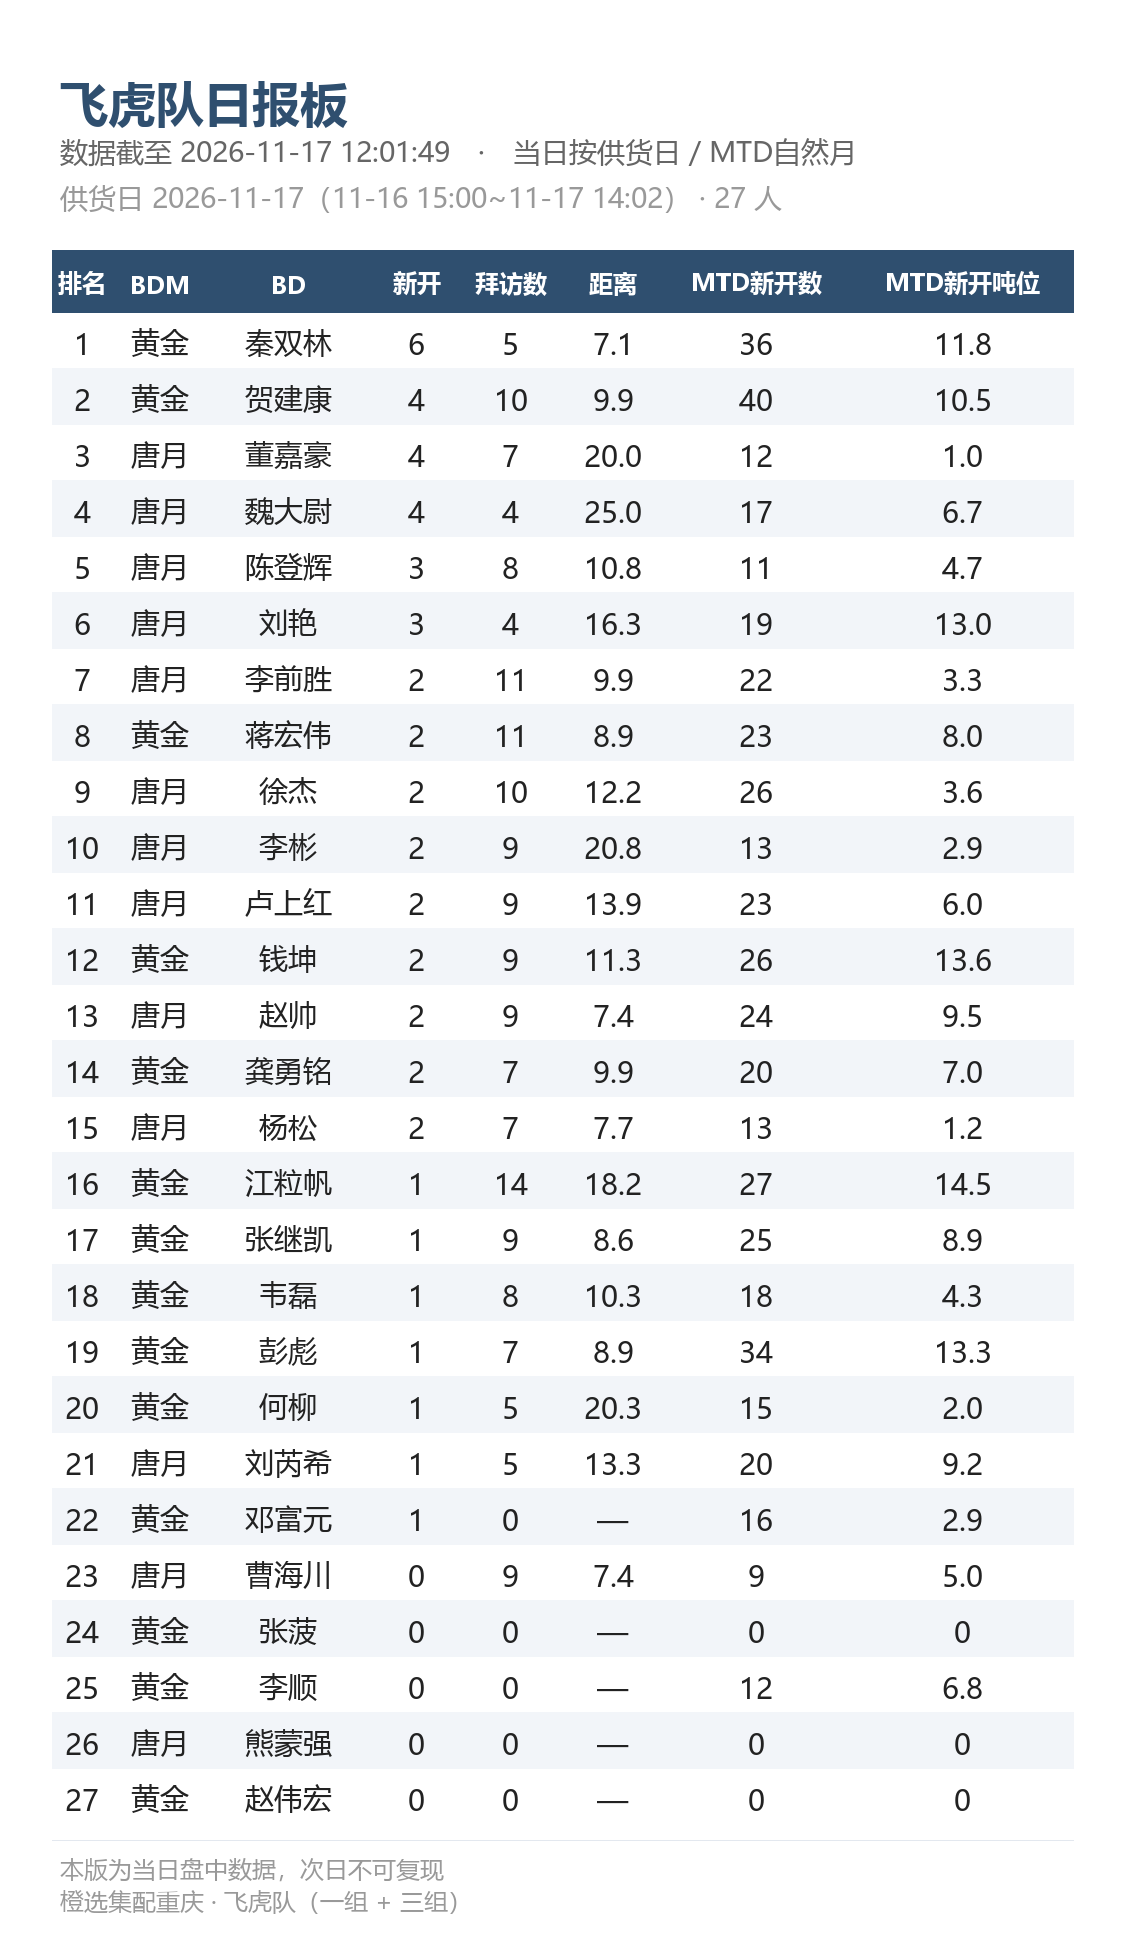 飞虎队日报板
数据截至 2026-11-17 12:01:49 · 当日按供货日 / MTD自然月
供货日 2026-11-17（11-16 15:00~11-17 14:02）· 27 人
排名 BDM BD 新开 拜访数 距离 MTD新开数 MTD新开吨位
1 黄金 秦双林 6 5 7.1 36 11.8
2 黄金 贺建康 4 10 9.9 40 10.5
3 唐月 董嘉豪 4 7 20.0 12 1.0
4 唐月 魏大尉 4 4 25.0 17 6.7
5 唐月 陈登辉 3 8 10.8 11 4.7
6 唐月 刘艳 3 4 16.3 19 13.0
7 唐月 李前胜 2 11 9.9 22 3.3
8 黄金 蒋宏伟 2 11 8.9 23 8.0
9 唐月 徐杰 2 10 12.2 26 3.6
10 唐月 李彬 2 9 20.8 13 2.9
11 唐月 卢上红 2 9 13.9 23 6.0
12 黄金 钱坤 2 9 11.3 26 13.6
13 唐月 赵帅 2 9 7.4 24 9.5
14 黄金 龚勇铭 2 7 9.9 20 7.0
15 唐月 杨松 2 7 7.7 13 1.2
16 黄金 江粒帆 1 14 18.2 27 14.5
17 黄金 张继凯 1 9 8.6 25 8.9
18 黄金 韦磊 1 8 10.3 18 4.3
19 黄金 彭彪 1 7 8.9 34 13.3
20 黄金 何柳 1 5 20.3 15 2.0
21 唐月 刘芮希 1 5 13.3 20 9.2
22 黄金 邓富元 1 0 — 16 2.9
23 唐月 曹海川 0 9 7.4 9 5.0
24 黄金 张菠 0 0 — 0 0
25 黄金 李顺 0 0 — 12 6.8
26 唐月 熊蒙强 0 0 — 0 0
27 黄金 赵伟宏 0 0 — 0 0
本版为当日盘中数据，次日不可复现
橙选集配重庆 · 飞虎队（一组 + 三组）